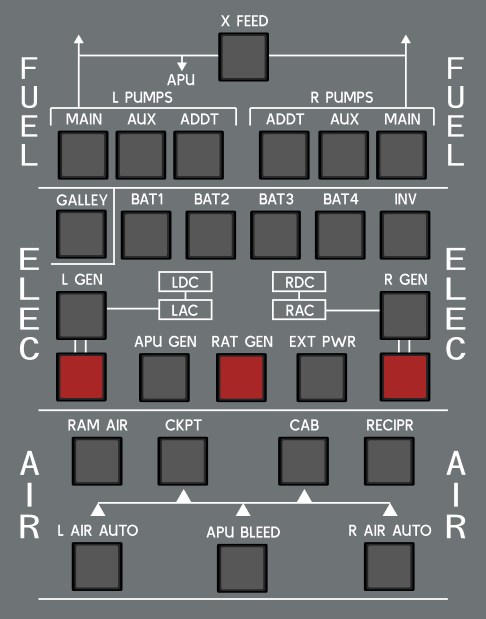 X FEED
FUEL
FUEL
APU
L PUMPS
R PUMPS
MAIN AUX ADDT ADDT AUX MAIN
GALLEY BAT1 BAT2 BAT3 BAT4 INV
ELEC
ELEC
L GEN LDC RDC R GEN
LAC RAC
APU GEN RAT GEN EXT PWR
RAM AIR CKPT CAB RECIPR
AIR
AIR
L AIR AUTO APU BLEED R AIR AUTO